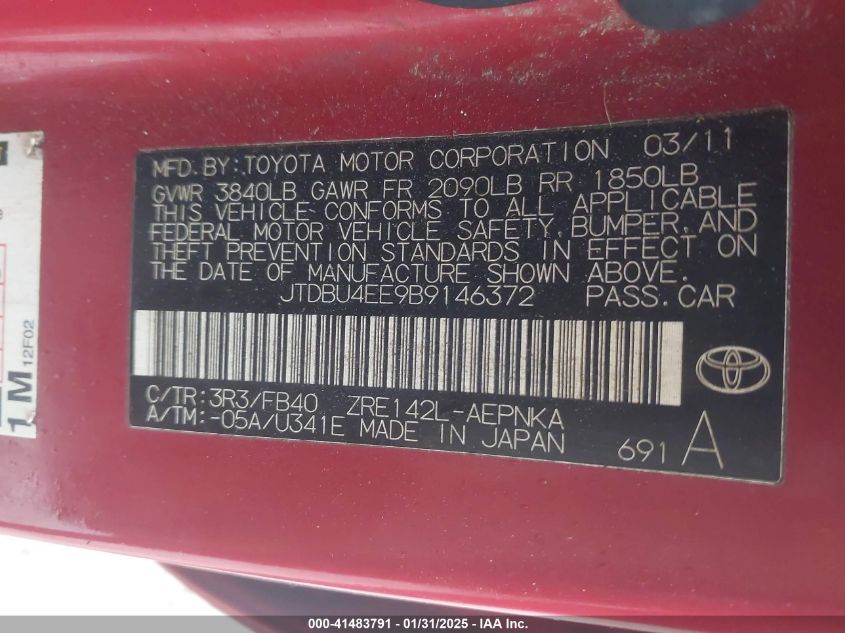 MFD. BY: TOYOTA MOTOR CORPORATION 03/11
GVWR 3840LB GAWR FR 2090LB RR 1850LB
THIS VEHICLE CONFORMS TO ALL APPLICABLE
FEDERAL MOTOR VEHICLE SAFETY, BUMPER, AND
THEFT PREVENTION STANDARDS IN EFFECT ON
THE DATE OF MANUFACTURE SHOWN ABOVE.
JTDBU4EE9B9146372 PASS. CAR
C/TR: 3R3/FB40 ZRE142L-AEPNKA
A/TM: -05A/U341E MADE IN JAPAN
691 A
1 M 12F02
000-41483791 - 01/31/2025 - IAA Inc.